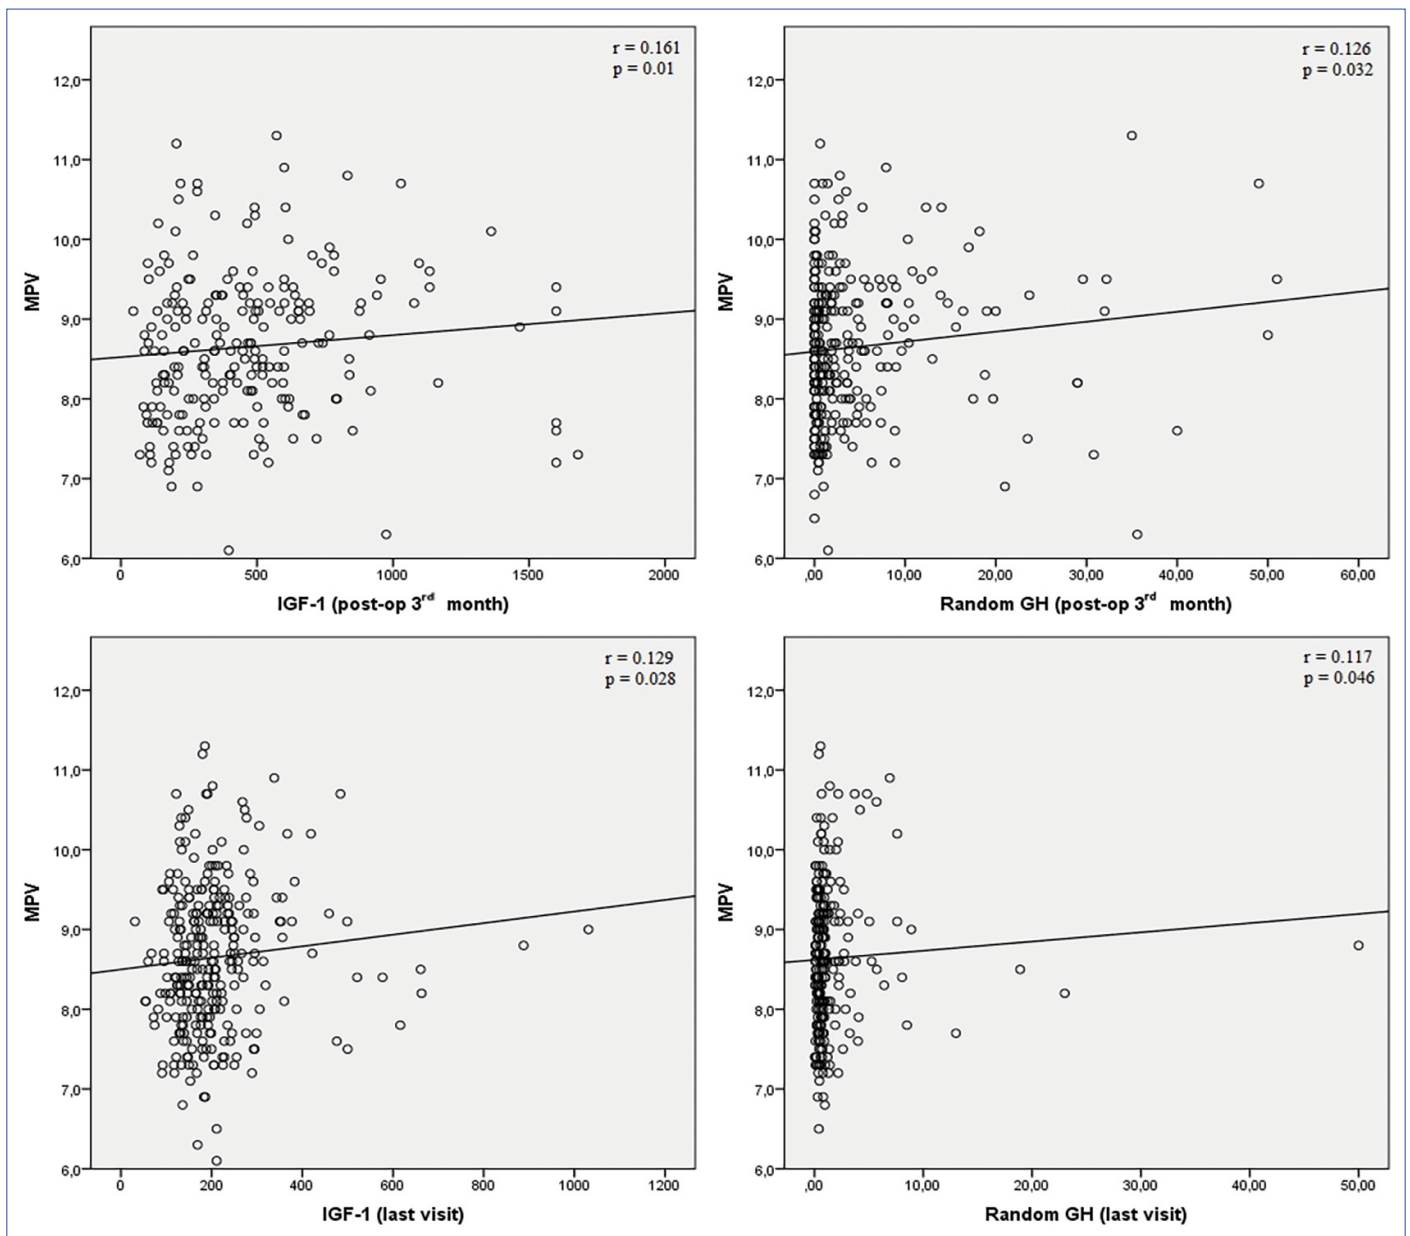 r = 0.161
p = 0.01
12,0
11,0
10,0
9,0
8,0
7,0
6,0
MPV
0 500 1000 1500 2000
IGF-1 (post-op 3rd month)
r = 0.126
p = 0.032
12,0
11,0
10,0
9,0
8,0
7,0
6,0
MPV
,00 10,00 20,00 30,00 40,00 50,00 60,00
Random GH (post-op 3rd month)
r = 0.129
p = 0.028
12,0
11,0
10,0
9,0
8,0
7,0
6,0
MPV
0 200 400 600 800 1000 1200
IGF-1 (last visit)
r = 0.117
p = 0.046
12,0
11,0
10,0
9,0
8,0
7,0
6,0
MPV
,00 10,00 20,00 30,00 40,00 50,00
Random GH (last visit)